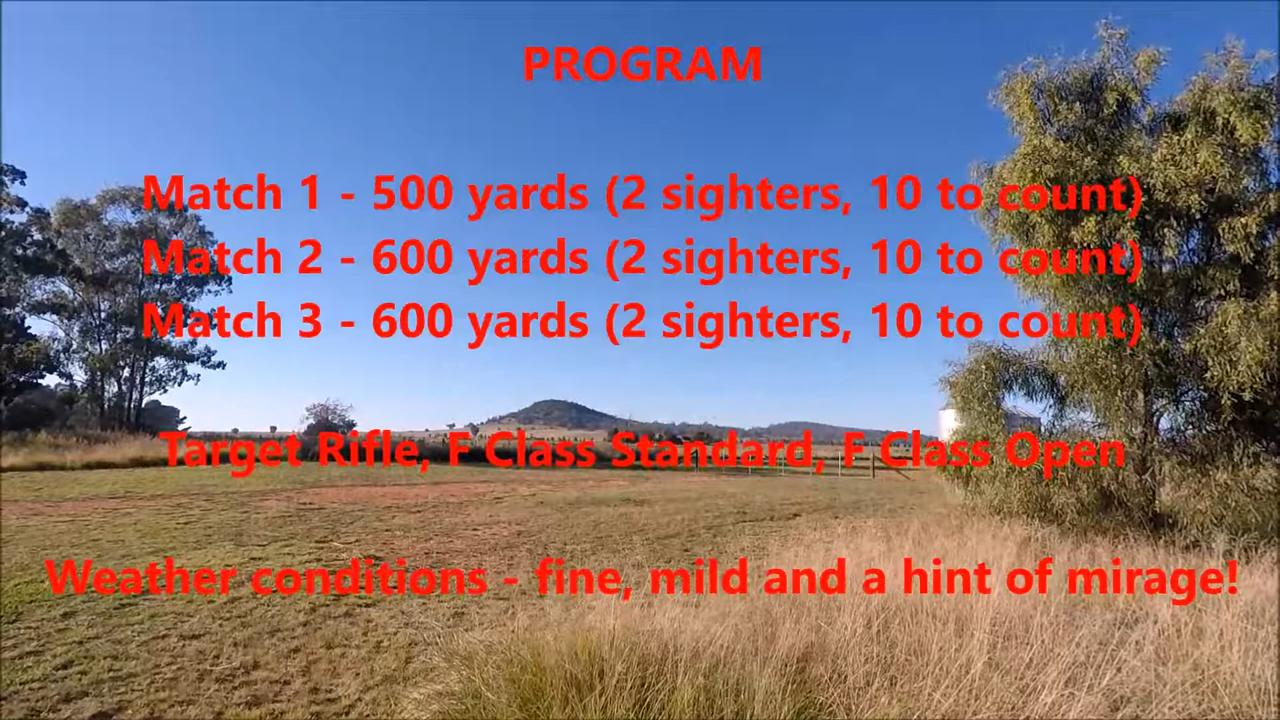 PROGRAM
Match 1 - 500 yards (2 sighters, 10 to count)
Match 2 - 600 yards (2 sighters, 10 to count)
Match 3 - 600 yards (2 sighters, 10 to count)
Target Rifle, F Class Standard, F Class Open
Weather conditions - fine, mild and a hint of mirage!